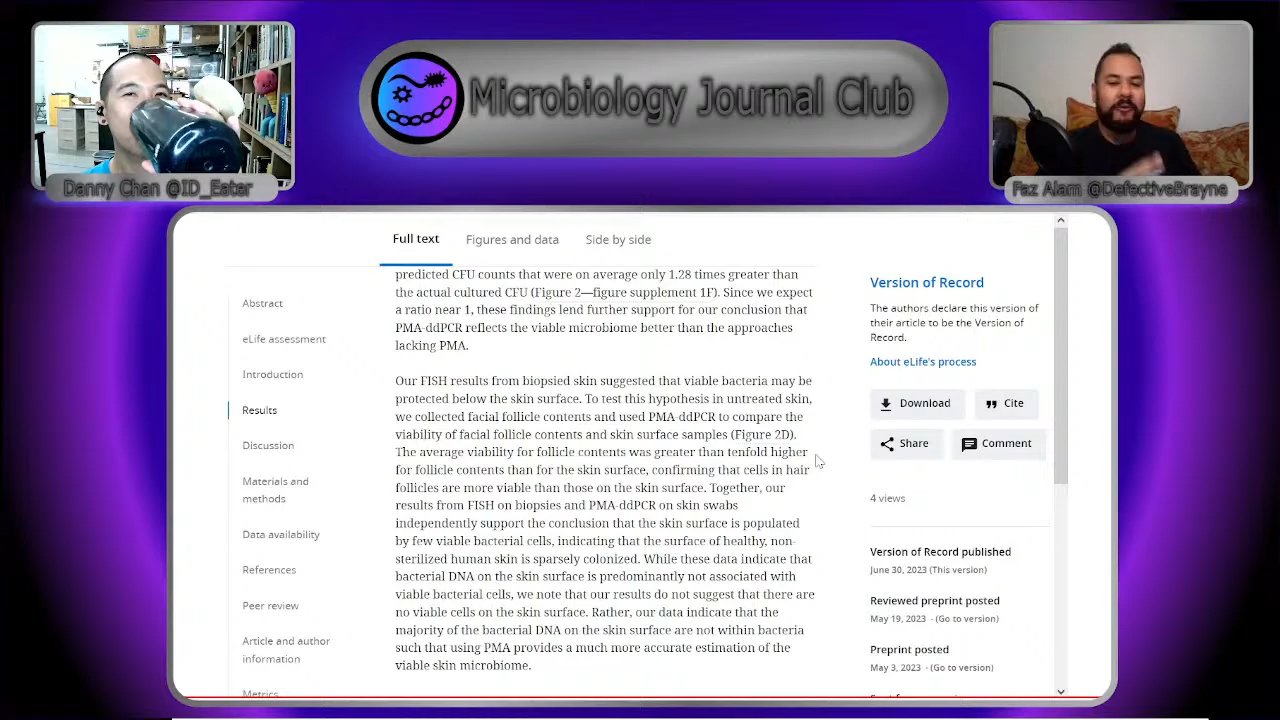 Microbiology Journal Club
Danny Chan @ID_Eater
Faz Alam @DefectiveBrayne
Full text
Figures and data
Side by side
Abstract
eLife assessment
Introduction
Results
Discussion
Materials and
methods
Data availability
References
Peer review
Article and author
information
Metrics
predicted CFU counts that were on average only 1.28 times greater than
the actual cultured CFU (Figure 2—figure supplement 1F). Since we expect
a ratio near 1, these findings lend further support for our conclusion that
PMA-ddPCR reflects the viable microbiome better than the approaches
lacking PMA.
Our FISH results from biopsied skin suggested that viable bacteria may be
protected below the skin surface. To test this hypothesis in untreated skin,
we collected facial follicle contents and used PMA-ddPCR to compare the
viability of facial follicle contents and skin surface samples (Figure 2D).
The average viability for follicle contents was greater than tenfold higher
for follicle contents than for the skin surface, confirming that cells in hair
follicles are more viable than those on the skin surface. Together, our
results from FISH on biopsies and PMA-ddPCR on skin swabs
independently support the conclusion that the skin surface is populated
by few viable bacterial cells, indicating that the surface of healthy, non-
sterilized human skin is sparsely colonized. While these data indicate that
bacterial DNA on the skin surface is predominantly not associated with
viable bacterial cells, we note that our results do not suggest that there are
no viable cells on the skin surface. Rather, our data indicate that the
majority of the bacterial DNA on the skin surface are not within bacteria
such that using PMA provides a much more accurate estimation of the
viable skin microbiome.
Version of Record
The authors declare this version of
their article to be the Version of
Record.
About eLife's process
Download
Cite
Share
Comment
4 views
Version of Record published
June 30, 2023 (This version)
Reviewed preprint posted
May 19, 2023 · (Go to version)
Preprint posted
May 3, 2023 · (Go to version)